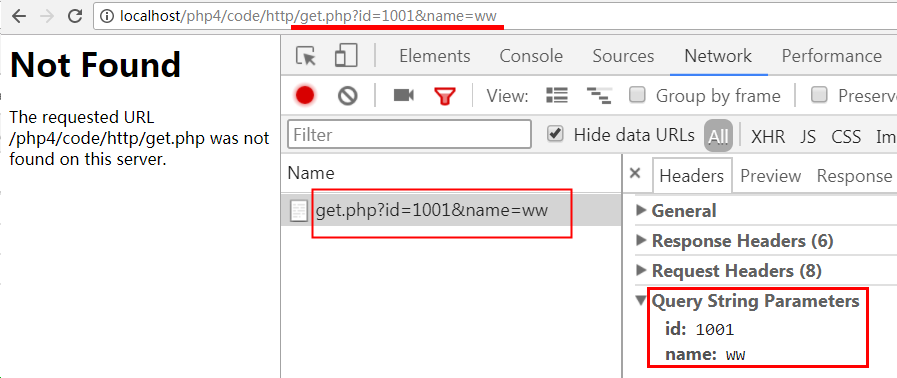 localhost/php4/code/http/get.php?id=1001&name=ww
Not Found
The requested URL
/php4/code/http/get.php was not
found on this server.
Elements Console Sources Network Performance
View: Group by frame Preserve
Filter Hide data URLs All XHR JS CSS Im
Name
get.php?id=1001&name=ww
× Headers Preview Response
General
Response Headers (6)
Request Headers (8)
Query String Parameters
id: 1001
name: ww